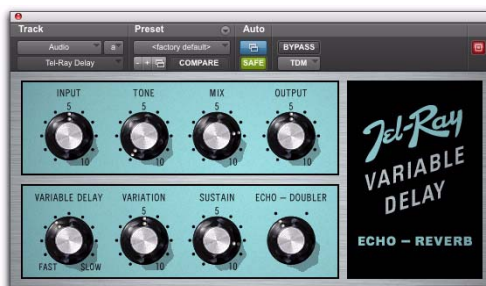 Track Preset Auto
Audio a <factory default> BYPASS
Tel-Ray Delay - + COMPARE SAFE TDM
INPUT TONE MIX OUTPUT
5 5 5 5
10 10 10 10
VARIABLE DELAY VARIATION SUSTAIN ECHO – DOUBLER
5 5
FAST SLOW 10 10
Tel-Ray
VARIABLE
DELAY
ECHO – REVERB